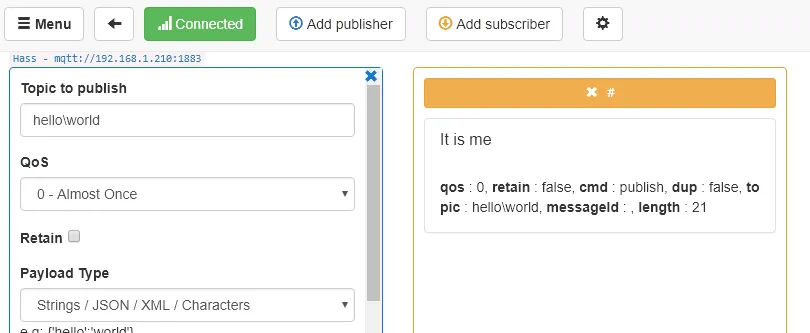 Menu
Connected
Add publisher
Add subscriber
Hass - mqtt://192.168.1.210:1883
Topic to publish
hello\world
QoS
0 - Almost Once
Retain
Payload Type
Strings / JSON / XML / Characters
e.g: {'hello':'world'}
#
It is me
qos : 0, retain : false, cmd : publish, dup : false, to
pic : hello\world, messageId : , length : 21